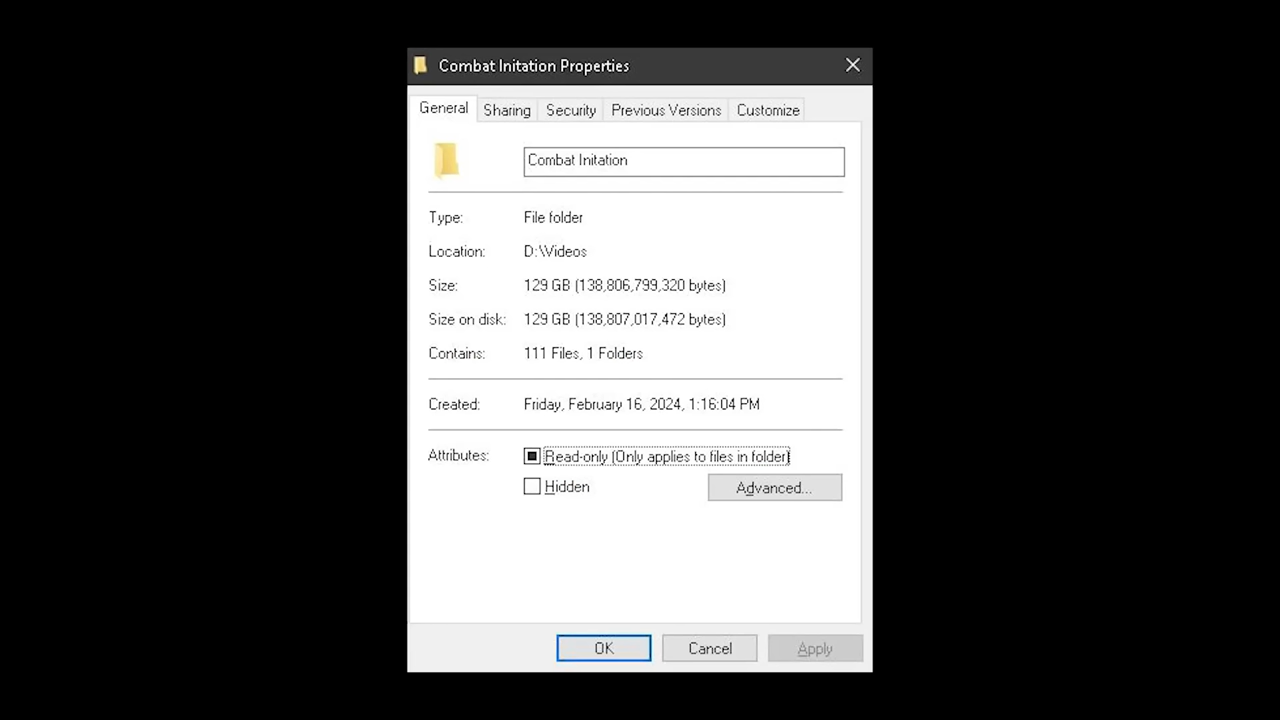 Combat Initation Properties
General Sharing Security Previous Versions Customize
Combat Initation
Type: File folder
Location: D:\Videos
Size: 129 GB (138,806,799,320 bytes)
Size on disk: 129 GB (138,807,017,472 bytes)
Contains: 111 Files, 1 Folders
Created: Friday, February 16, 2024, 1:16:04 PM
Attributes: Read-only (Only applies to files in folder)
Hidden Advanced...
OK Cancel Apply